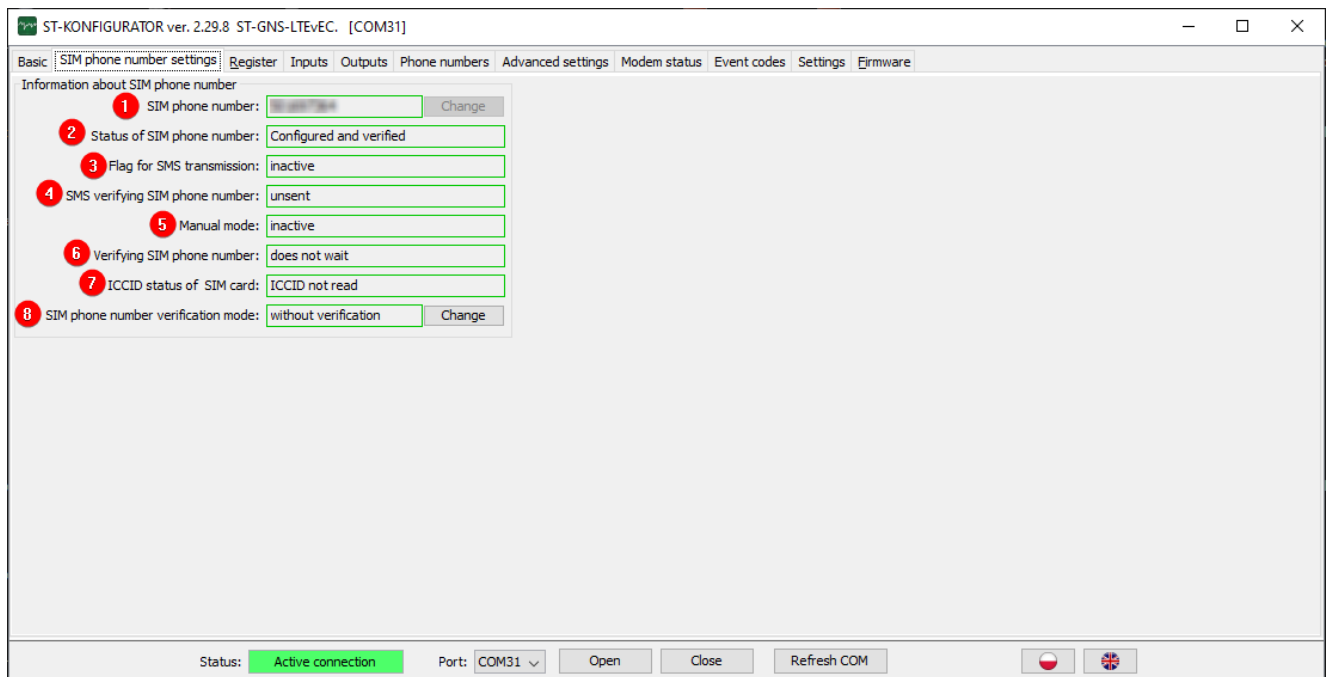 ST-KONFIGURATOR ver. 2.29.8 ST-GNS-LTEvEC. [COM31]
Basic SIM phone number settings Register Inputs Outputs Phone numbers Advanced settings Modem status Event codes Settings Firmware
Information about SIM phone number
1 SIM phone number: Change
2 Status of SIM phone number: Configured and verified
3 Flag for SMS transmission: inactive
4 SMS verifying SIM phone number: unsent
5 Manual mode: inactive
6 Verifying SIM phone number: does not wait
7 ICCID status of SIM card: ICCID not read
8 SIM phone number verification mode: without verification Change
Status: Active connection Port: COM31 Open Close Refresh COM